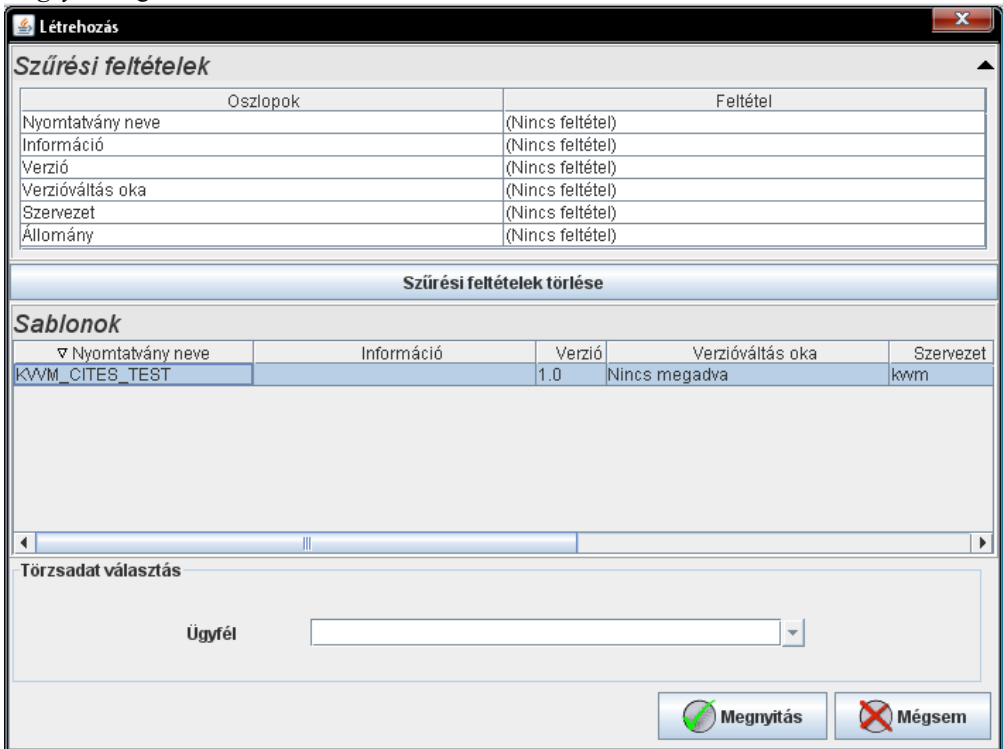 Létrehozás
Szűrési feltételek
Oszlopok Feltétel
Nyomtatvány neve (Nincs feltétel)
Információ (Nincs feltétel)
Verzió (Nincs feltétel)
Verzióváltás oka (Nincs feltétel)
Szervezet (Nincs feltétel)
Állomány (Nincs feltétel)
Szűrési feltételek törlése
Sablonok
Nyomtatvány neve Információ Verzió Verzióváltás oka Szervezet
KVVM_CITES_TEST 1.0 Nincs megadva kvvm
Törzsadat választás
Ügyfél
Megnyitás Mégsem